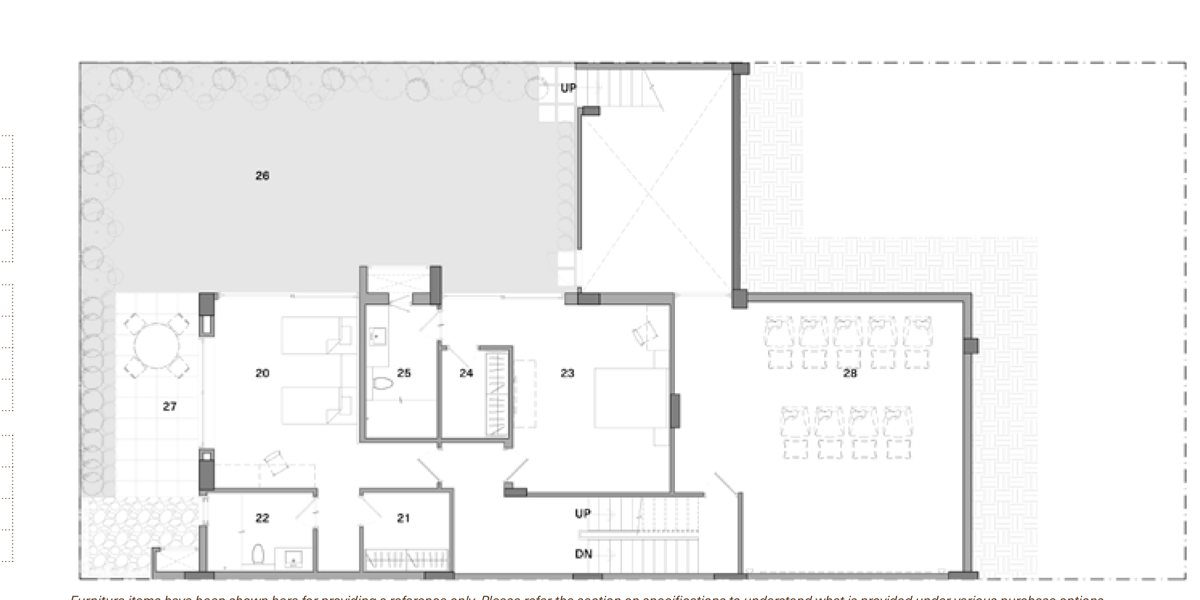 UP
26
20
25
24
23
28
27
22
21
UP
DN
Furniture items have been shown here for providing a reference only. Please refer the section on specifications to understand what is provided under various purchase options.